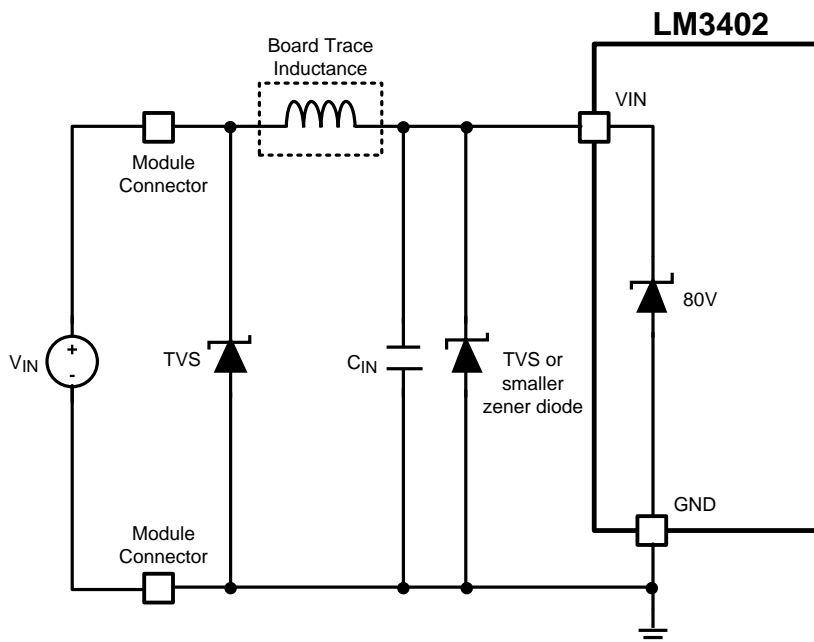 LM3402
Board Trace
Inductance
VIN
Module
Connector
80V
VIN
+
-
TVS
CIN
TVS or
smaller
zener diode
GND
Module
Connector